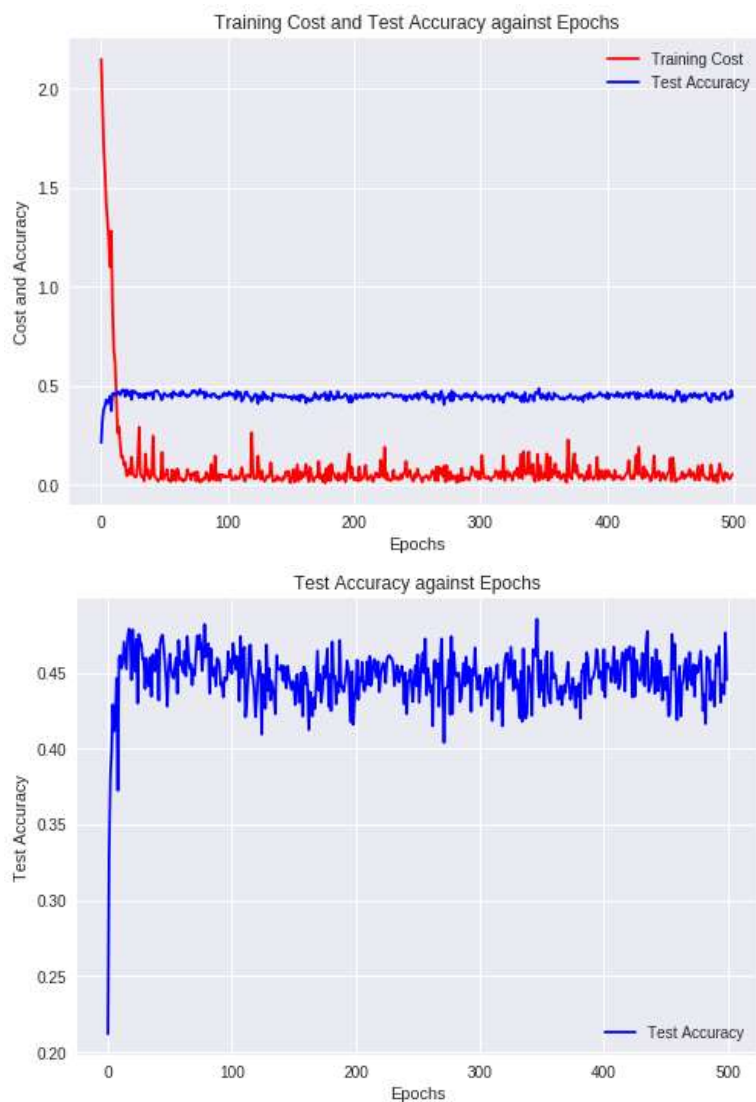 Training Cost and Test Accuracy against Epochs
Training Cost
Test Accuracy
Cost and Accuracy
2.0
1.5
1.0
0.5
0.0
0 100 200 300 400 500
Epochs
Test Accuracy against Epochs
Test Accuracy
0.45
0.40
0.35
0.30
0.25
0.20
Test Accuracy
0 100 200 300 400 500
Epochs